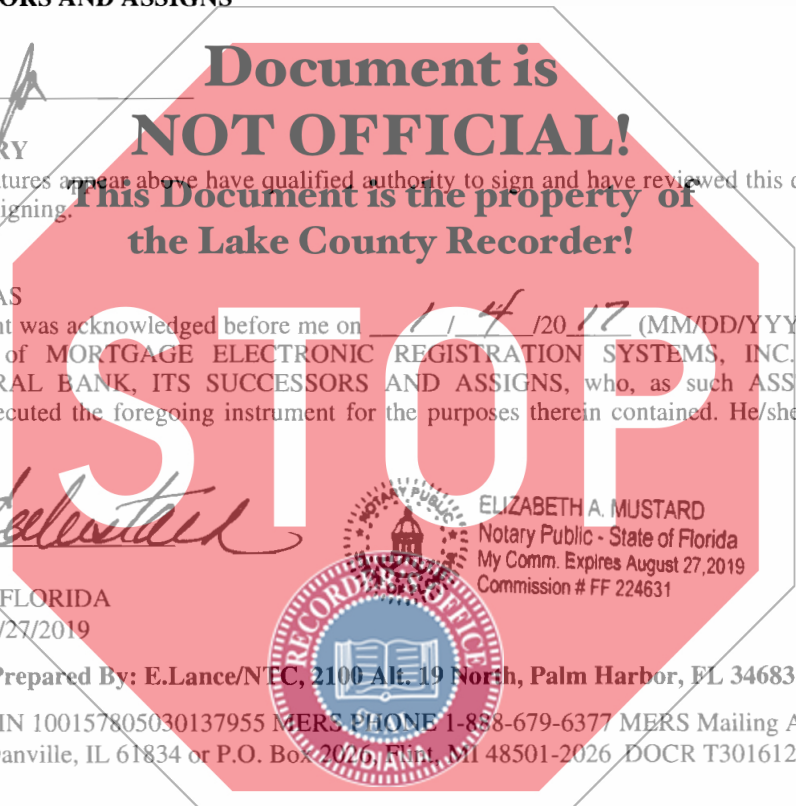 ORS AND ASSIGNS
Document is
NOT OFFICIAL!
RY
tures appear above have qualified authority to sign and have reviewed this
This Document is the property of
igning.
the Lake County Recorder!
AS
nt was acknowledged before me on 1 / 4 /20 17 (MM/DD/YYY
of MORTGAGE ELECTRONIC REGISTRATION SYSTEMS, INC.
RAL BANK, ITS SUCCESSORS AND ASSIGNS, who, as such ASS
ecuted the foregoing instrument for the purposes therein contained. He/she
STOP
NOTARY PUBLIC
ELIZABETH A. MUSTARD
Notary Public - State of Florida
My Comm. Expires August 27, 2019
Commission # FF 224631
FLORIDA
/27/2019
RECORDER'S OFFICE
Prepared By: E.Lance/NTC, 2100 Alt. 19 North, Palm Harbor, FL 34683
IN 100157805030137955 MERS PHONE 1-888-679-6377 MERS Mailing A
anville, IL 61834 or P.O. Box 2026, Flint, MI 48501-2026 DOCR T301612
INDIANA